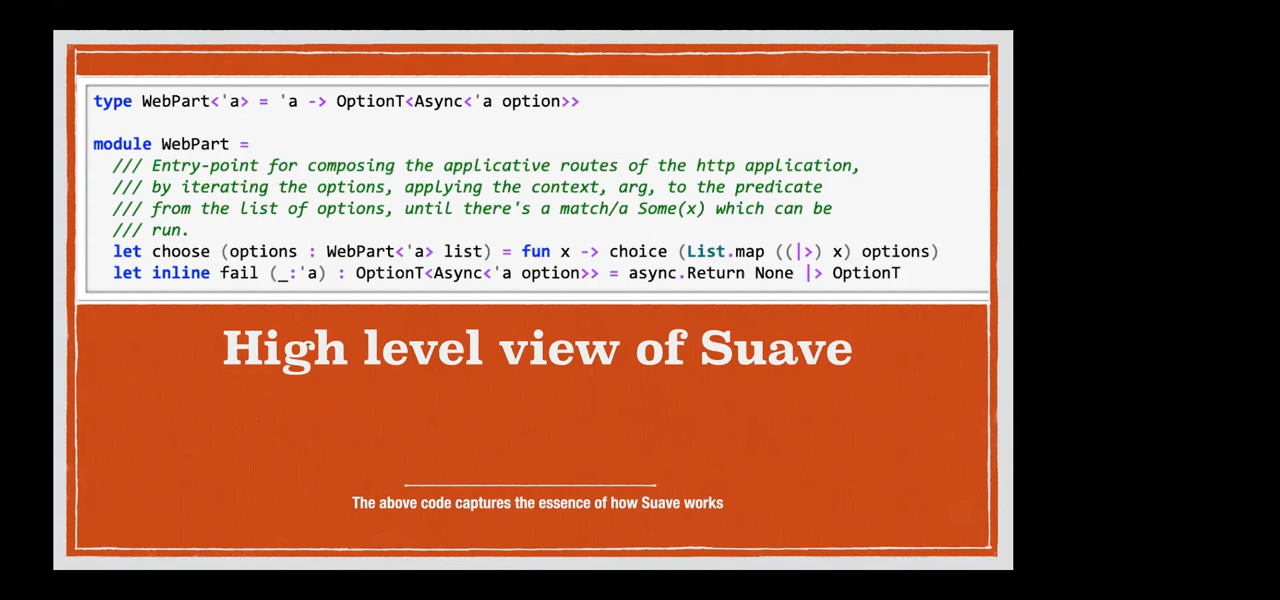 type WebPart<'a> = 'a -> OptionT<Async<'a option>>
module WebPart =
/// Entry-point for composing the applicative routes of the http application,
/// by iterating the options, applying the context, arg, to the predicate
/// from the list of options, until there's a match/a Some(x) which can be
/// run.
let choose (options : WebPart<'a> list) = fun x -> choice (List.map ((|>) x) options)
let inline fail (_:'a) : OptionT<Async<'a option>> = async.Return None |> OptionT
High level view of Suave
The above code captures the essence of how Suave works